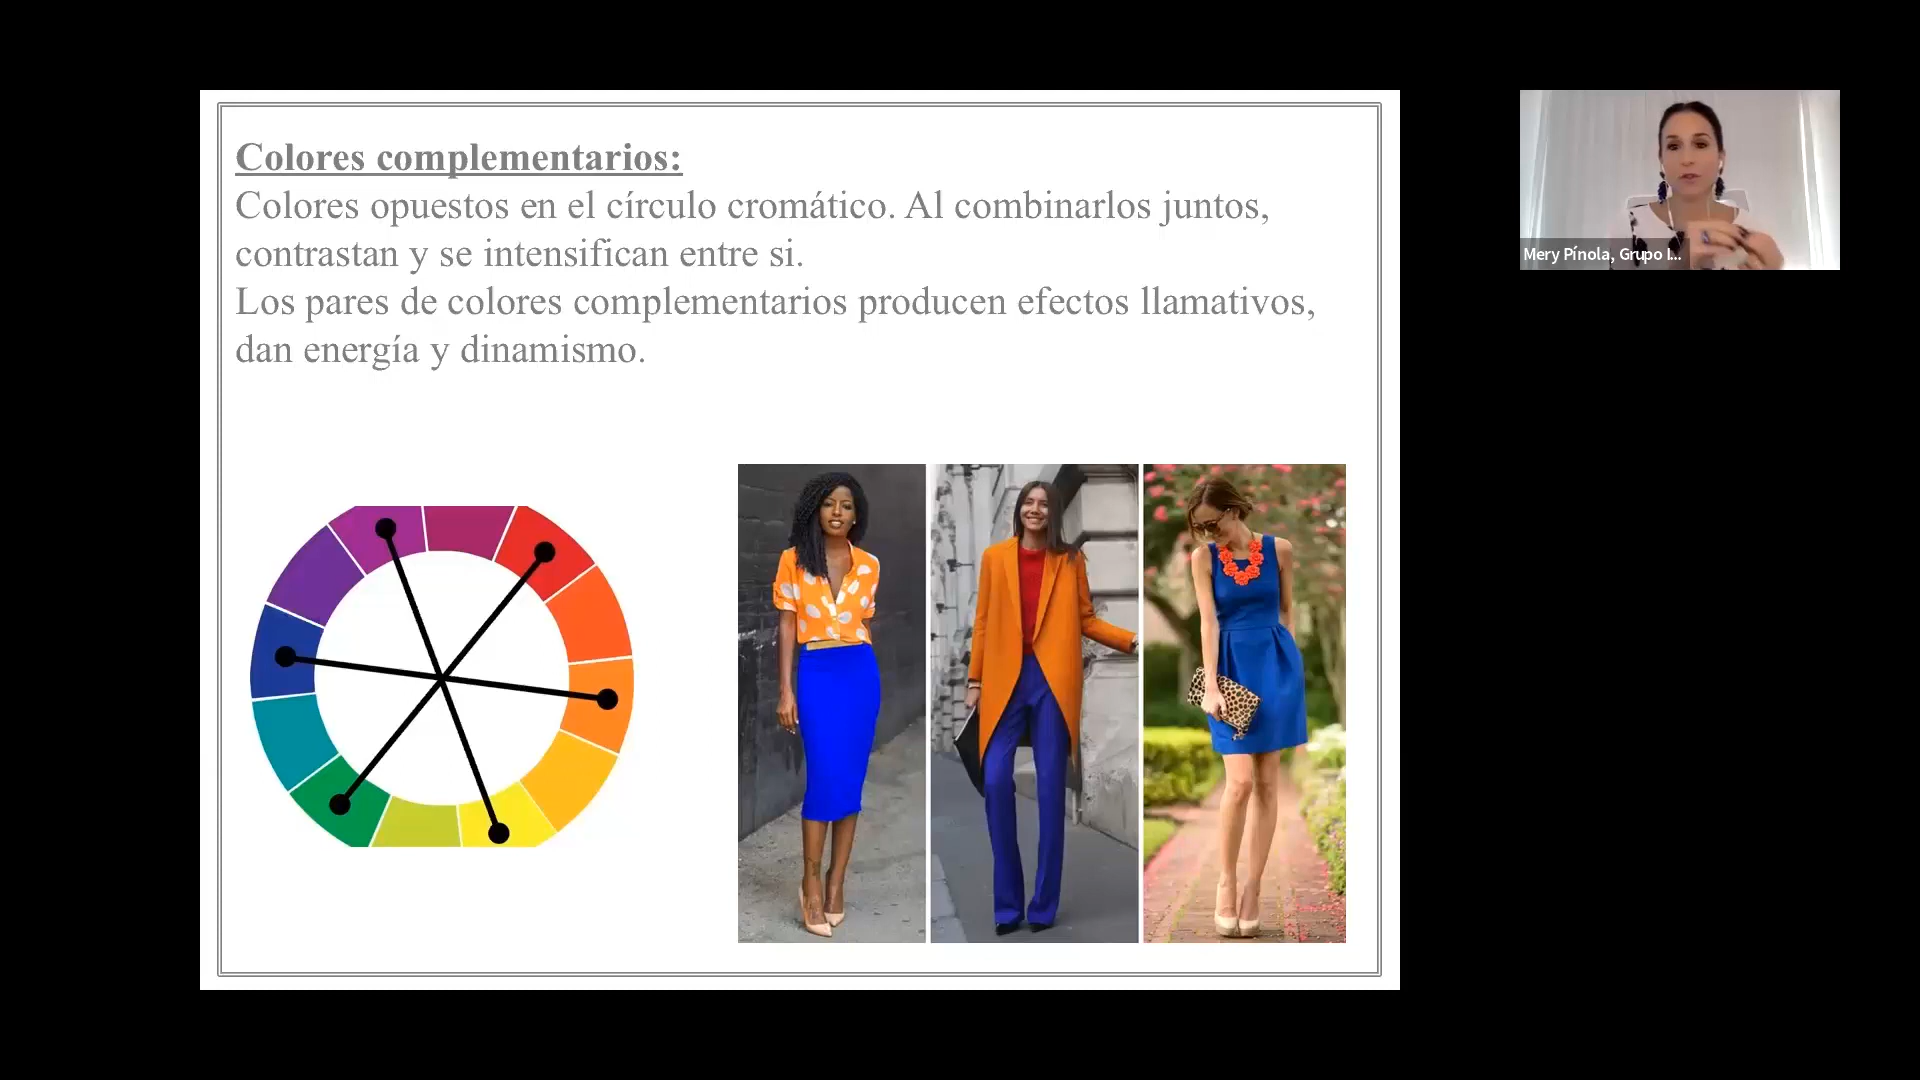 Colores complementarios:
Colores opuestos en el círculo cromático. Al combinarlos juntos,
contrastan y se intensifican entre si.
Los pares de colores complementarios producen efectos llamativos,
dan energía y dinamismo.
Mery Pínola, Grupo I...